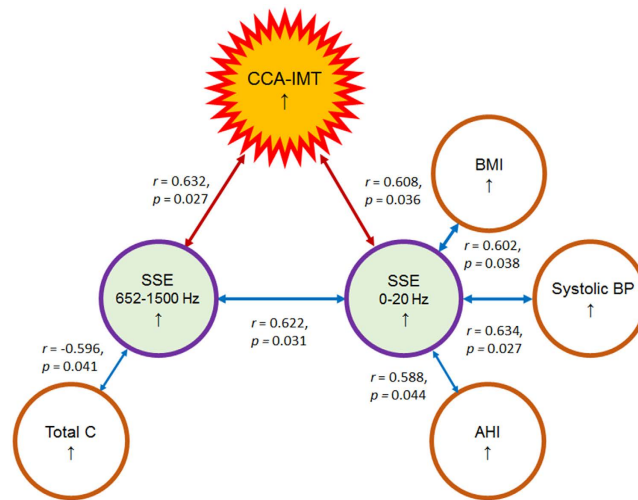 CCA-IMT
↑
BMI
↑
r = 0.632,
p = 0.027
r = 0.608,
p = 0.036
r = 0.602,
p = 0.038
SSE
652-1500 Hz
↑
SSE
0-20 Hz
↑
Systolic BP
↑
r = 0.622,
p = 0.031
r = 0.634,
p = 0.027
r = -0.596,
p = 0.041
r = 0.588,
p = 0.044
Total C
↑
AHI
↑